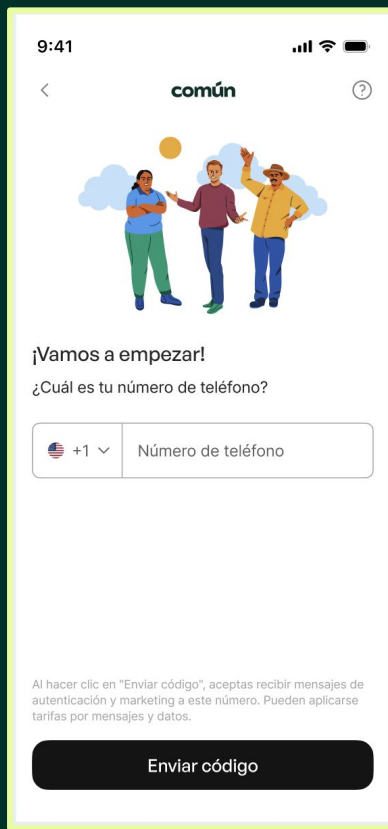 9:41
común
?
¡Vamos a empezar!
¿Cuál es tu número de teléfono?
+1 Número de teléfono
Al hacer clic en "Enviar código", aceptas recibir mensajes de
autenticación y marketing a este número. Pueden aplicarse
tarifas por mensajes y datos.
Enviar código